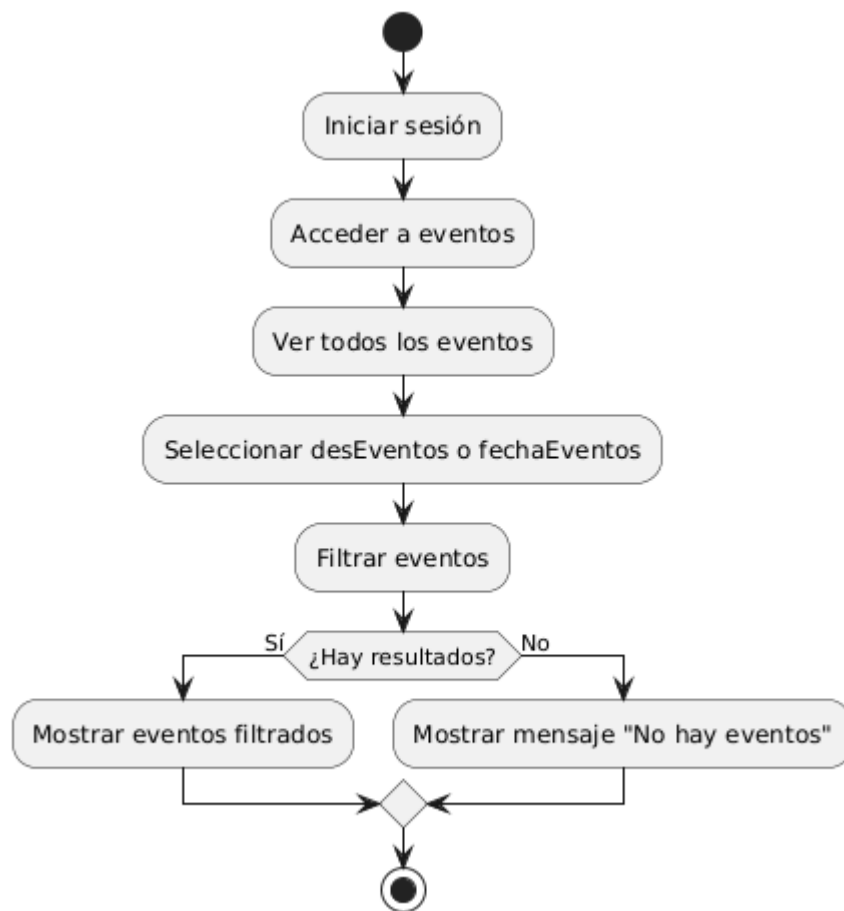 Iniciar sesión
Acceder a eventos
Ver todos los eventos
Seleccionar desEventos o fechaEventos
Filtrar eventos
Sí
¿Hay resultados?
No
Mostrar eventos filtrados
Mostrar mensaje "No hay eventos"